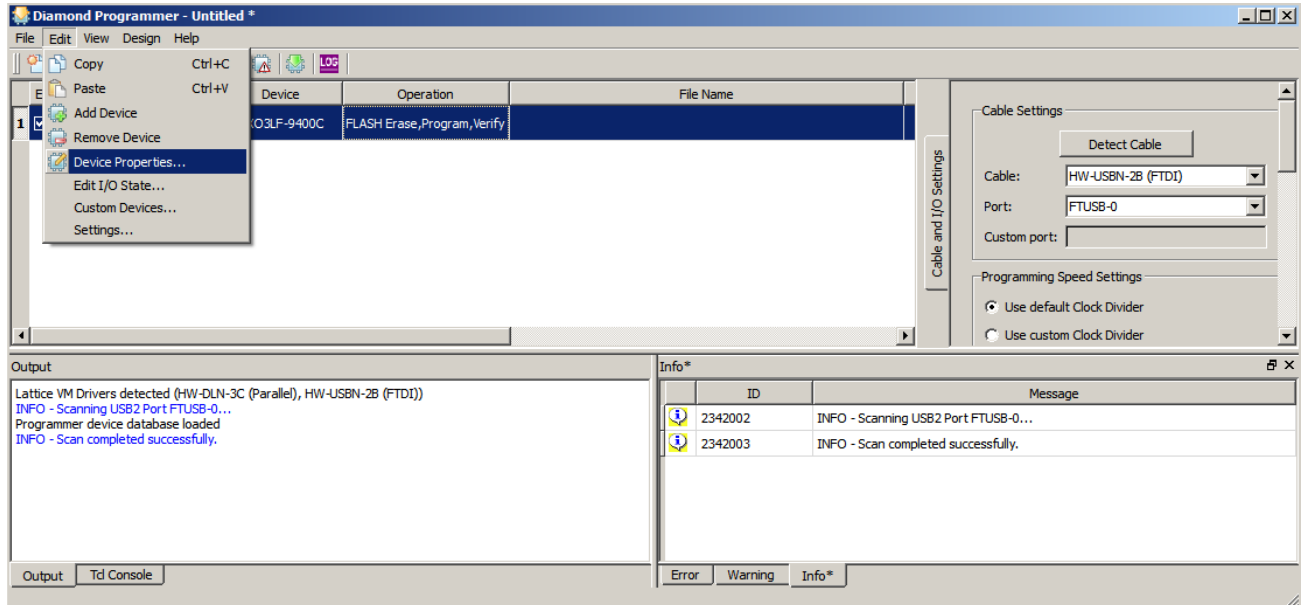 Diamond Programmer - Untitled *
File Edit View Design Help
Copy Ctrl+C
Paste Ctrl+V
Add Device
Remove Device
Device Properties...
Edit I/O State...
Custom Devices...
Settings...
LOG
E Device Operation File Name
1 XO3LF-9400C FLASH Erase,Program,Verify
Cable and I/O Settings
Cable Settings
Detect Cable
Cable: HW-USBN-2B (FTDI)
Port: FTUSB-0
Custom port:
Programming Speed Settings
Use default Clock Divider
Use custom Clock Divider
Output
Lattice VM Drivers detected (HW-DLN-3C (Parallel), HW-USBN-2B (FTDI))
INFO - Scanning USB2 Port FTUSB-0...
Programmer device database loaded
INFO - Scan completed successfully.
Output Tcl Console
Info*
ID Message
2342002 INFO - Scanning USB2 Port FTUSB-0...
2342003 INFO - Scan completed successfully.
Error Warning Info*